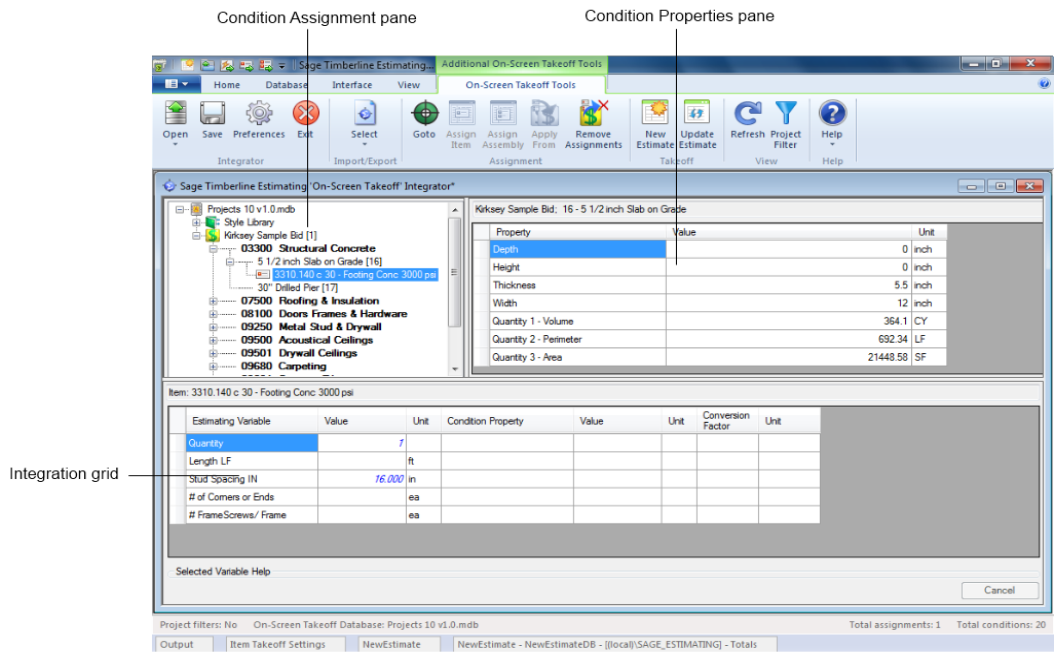 Condition Assignment pane
Condition Properties pane
Sage Timberline Estimating... Additional On-Screen Takeoff Tools
Home Database Interface View On-Screen Takeoff Tools
Open Save Preferences Exit Select Goto Assign Item Assign Assembly Apply From Remove Assignments New Estimate Update Estimate Refresh Project Filter Help
Integrator Import/Export Assignment Takeoff View Help
Sage Timberline Estimating 'On-Screen Takeoff' Integrator*
Projects 10 v1.0.mdb
Style Library
Kirksey Sample Bid [1]
03300 Structural Concrete
5 1/2 inch Slab on Grade [16]
3310.140 c 30 - Footing Conc 3000 psi
30" Drilled Pier [17]
07500 Roofing & Insulation
08100 Doors Frames & Hardware
09250 Metal Stud & Drywall
09500 Acoustical Ceilings
09501 Drywall Ceilings
09680 Carpeting
Kirksey Sample Bid; 16 - 5 1/2 inch Slab on Grade
Property Value Unit
Depth 0 inch
Height 0 inch
Thickness 5.5 inch
Width 12 inch
Quantity 1 - Volume 364.1 CY
Quantity 2 - Perimeter 692.34 LF
Quantity 3 - Area 21448.58 SF
Item: 3310.140 c 30 - Footing Conc 3000 psi
Estimating Variable Value Unit Condition Property Value Unit Conversion Factor Unit
Quantity 1
Length LF ft
Integration grid
Stud Spacing IN 16.000 in
# of Corners or Ends ea
# FrameScrews/ Frame ea
Selected Variable Help
Cancel
Project filters: No On-Screen Takeoff Database: Projects 10 v1.0.mdb Total assignments: 1 Total conditions: 20
Output Item Takeoff Settings NewEstimate NewEstimate - NewEstimateDB - [(local)\SAGE_ESTIMATING] - Totals